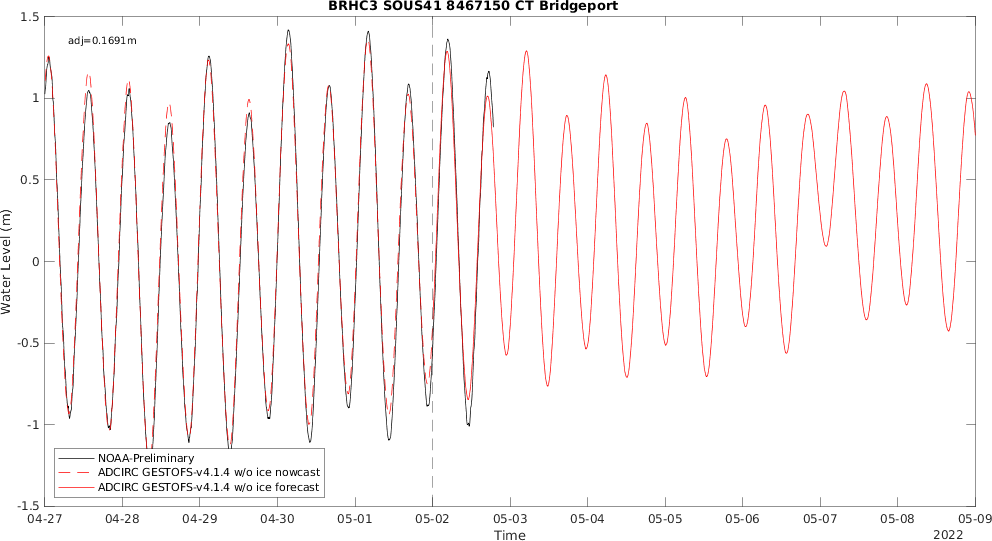 BRHC3 SOUS41 8467150 CT Bridgeport
adj=0.1691m
1.5
1
0.5
0
-0.5
-1
-1.5
Water Level (m)
NOAA-Preliminary
ADCIRC GESTOFS-v4.1.4 w/o ice nowcast
ADCIRC GESTOFS-v4.1.4 w/o ice forecast
04-27 04-28 04-29 04-30 05-01 05-02 05-03 05-04 05-05 05-06 05-07 05-08 05-09
Time
2022